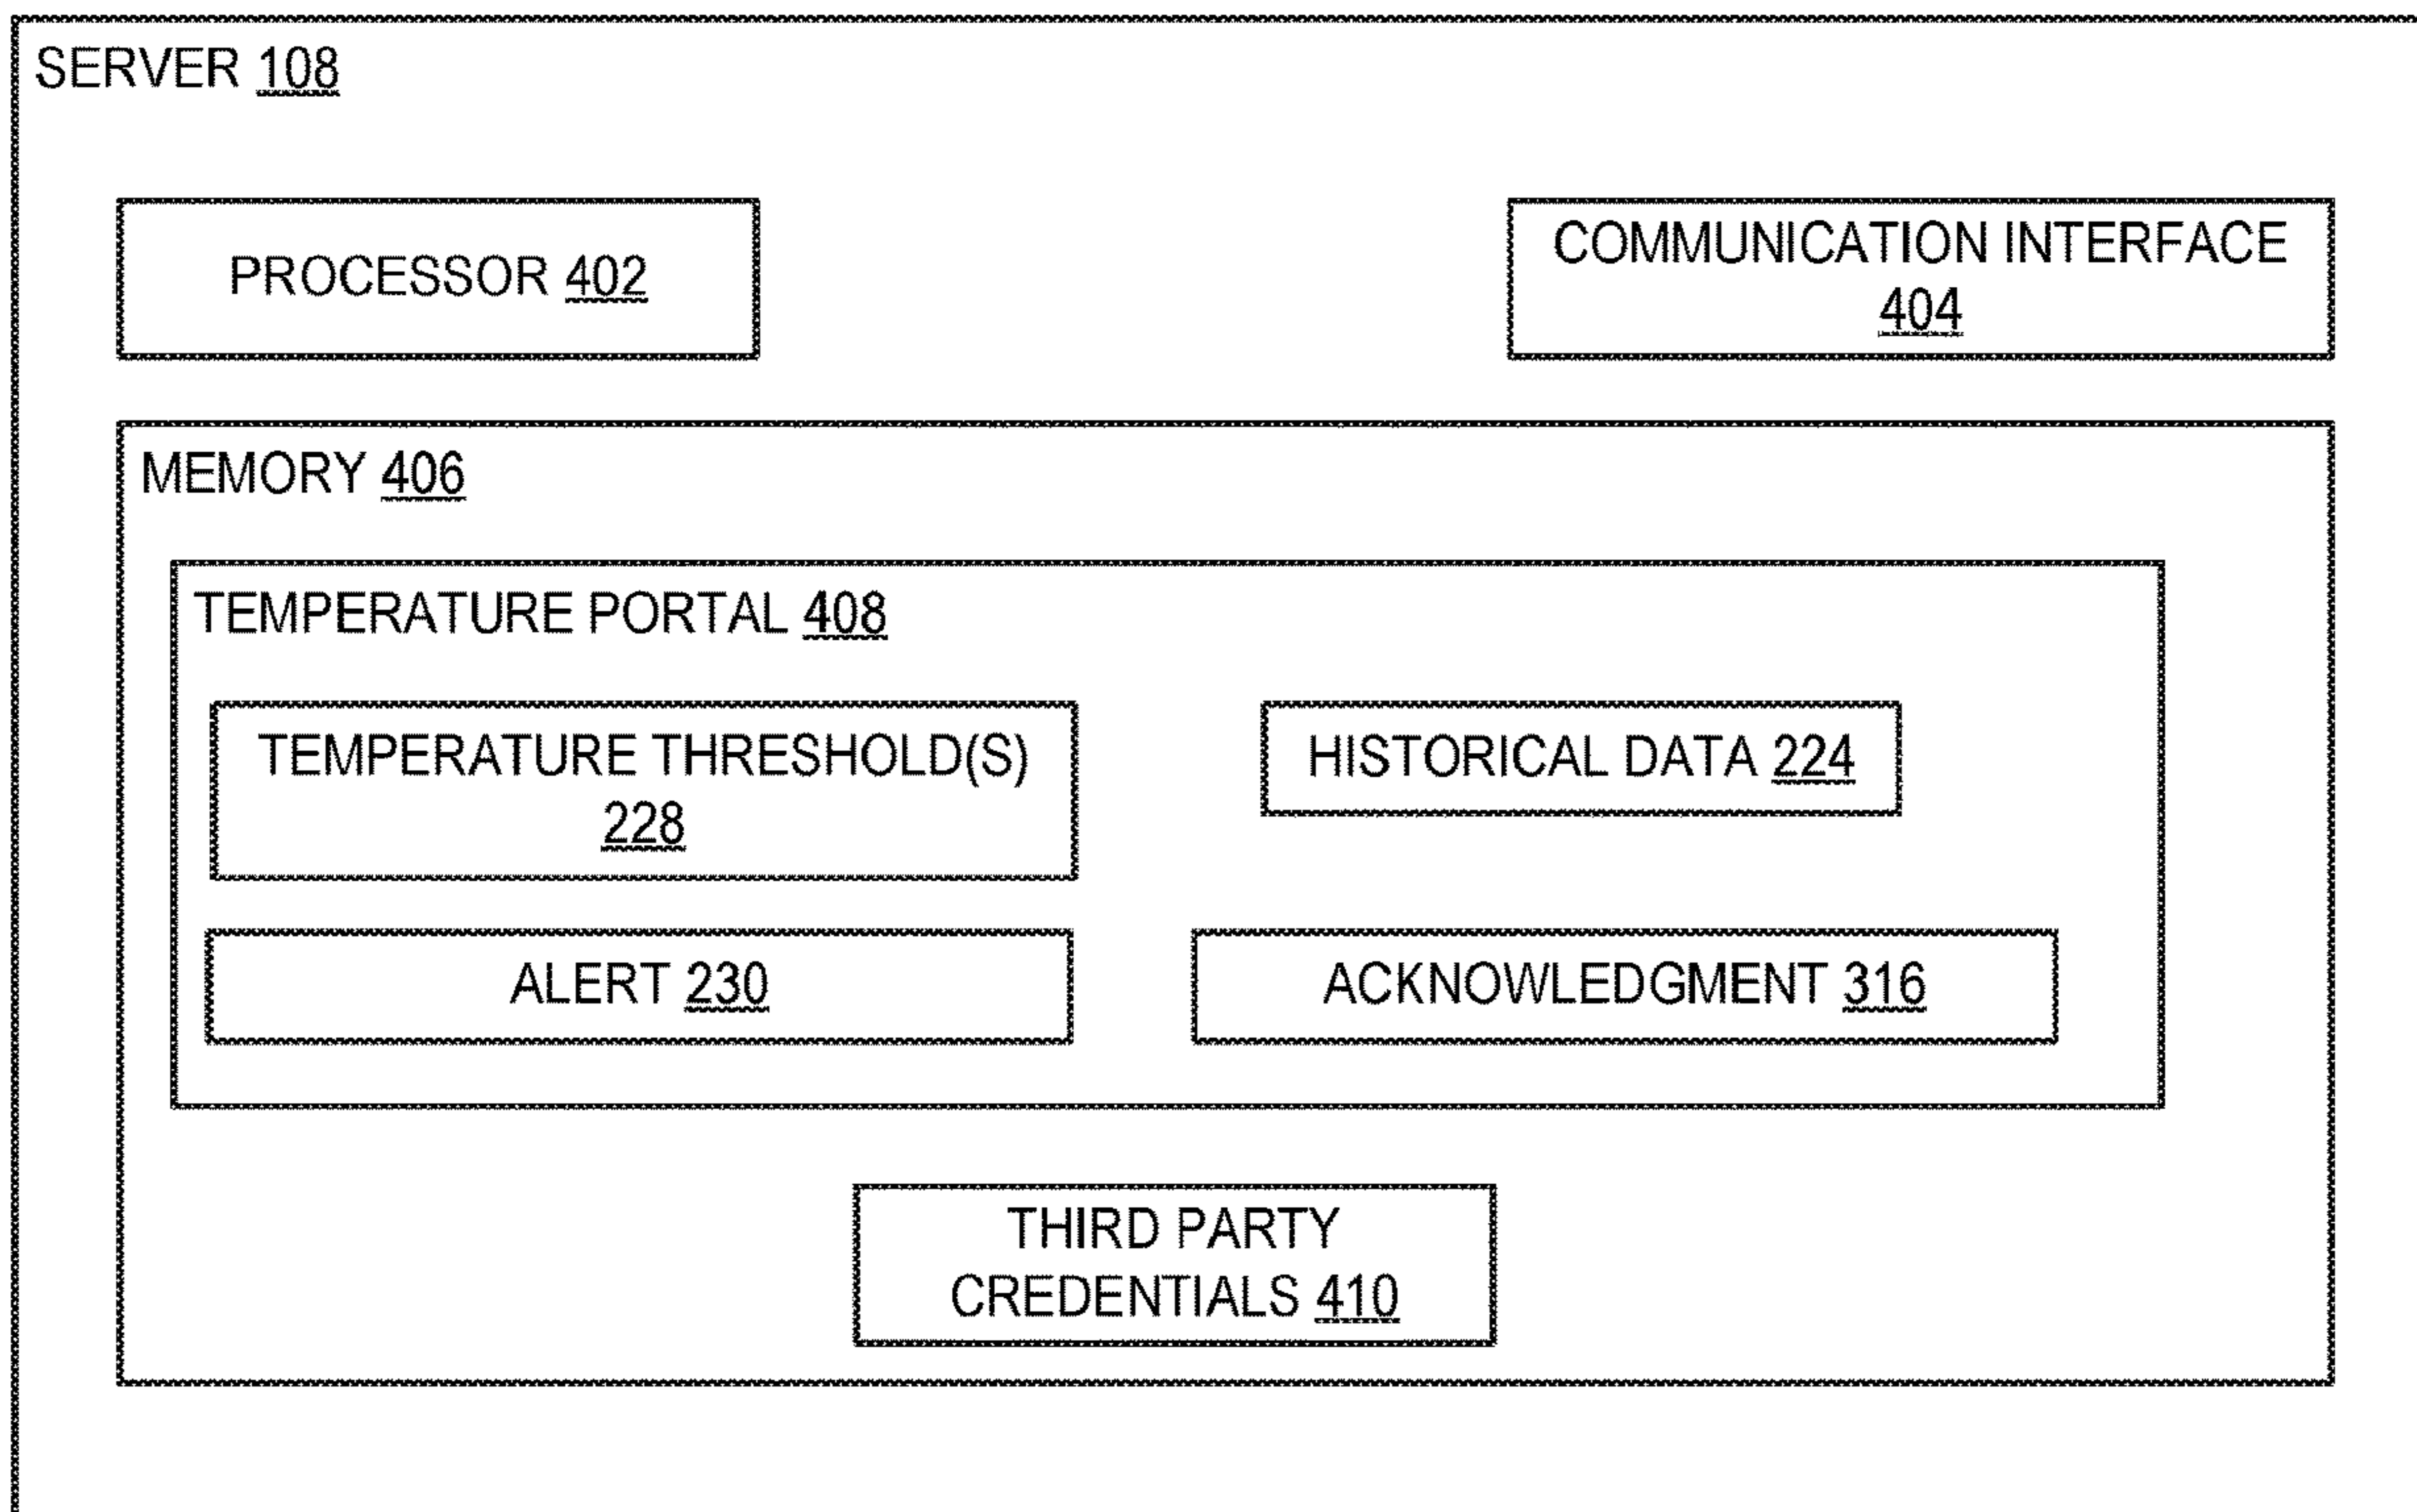 SERVER 108
PROCESSOR 402
COMMUNICATION INTERFACE
404
MEMORY 406
TEMPERATURE PORTAL 408
TEMPERATURE THRESHOLD(S)
228
HISTORICAL DATA 224
ALERT 230
ACKNOWLEDGMENT 316
THIRD PARTY
CREDENTIALS 410